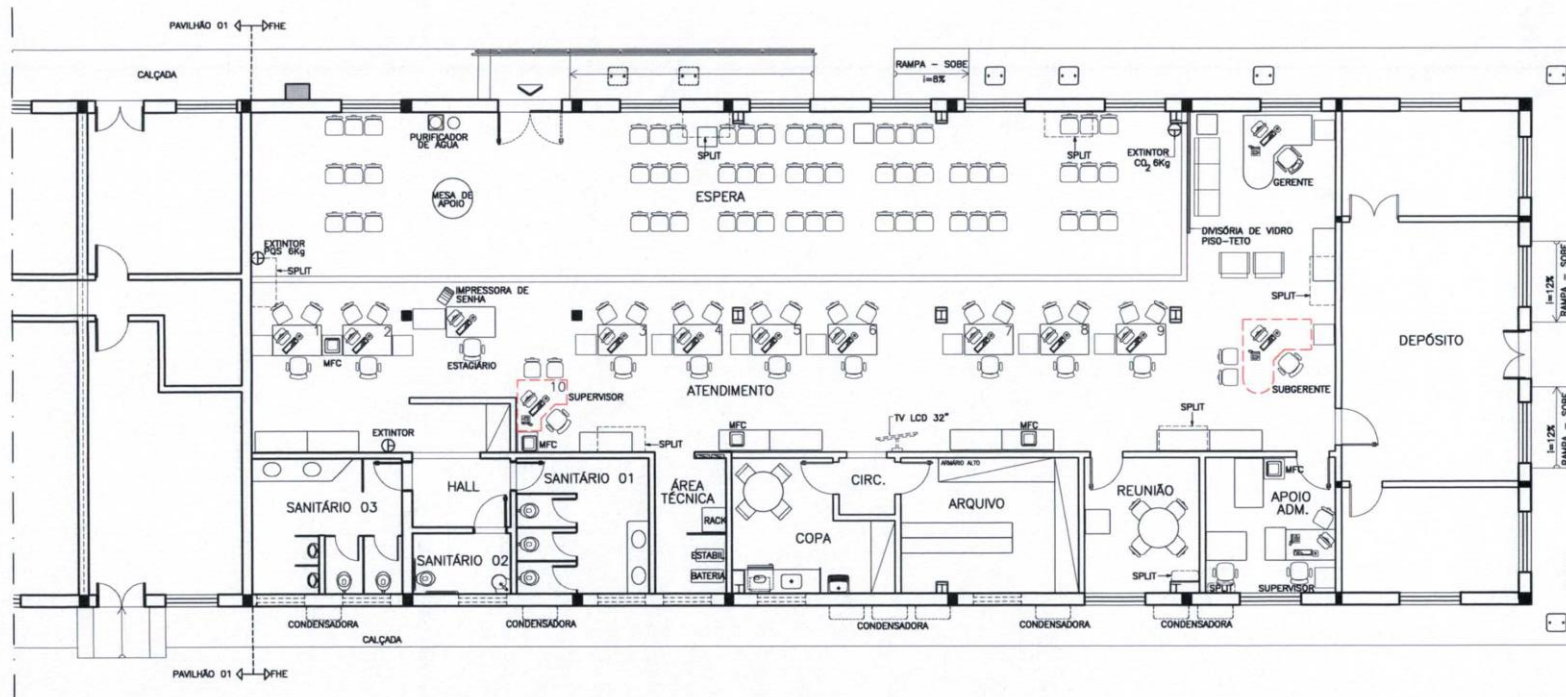 PAVILHÃO 01
FHE
CALÇADA
RAMPA - SOBE
i=8%
PURIFICADOR
DE ÁGUA
SPLIT
SPLIT
EXTINTOR
CO2 6Kg
MESA DE
APOIO
ESPERA
GERENTE
DIVISÓRIA DE VIDRO
PISO-TETO
EXTINTOR
PQS 6Kg
SPLIT
IMPRESSORA DE
SENHA
SPLIT
i=12%
RAMPA - SOBE
1
2
3
4
5
6
7
8
9
MFC
ESTAGIÁRIO
DEPÓSITO
SUBGERENTE
10
SUPERVISOR
ATENDIMENTO
EXTINTOR
MFC
SPLIT
MFC
TV LCD 32"
MFC
SPLIT
i=12%
RAMPA - SOBE
SANITÁRIO 03
HALL
SANITÁRIO 01
ÁREA
TÉCNICA
RACK
CIRC.
ARMÁRIO ALTO
ARQUIVO
REUNIÃO
MFC
APOIO
ADM.
COPA
SANITÁRIO 02
ESTABIL
BATERIA
SPLIT
SPLIT
SUPERVISOR
CONDENSADORA
CONDENSADORA
CONDENSADORA
CONDENSADORA
CONDENSADORA
CALÇADA
PAVILHÃO 01
FHE